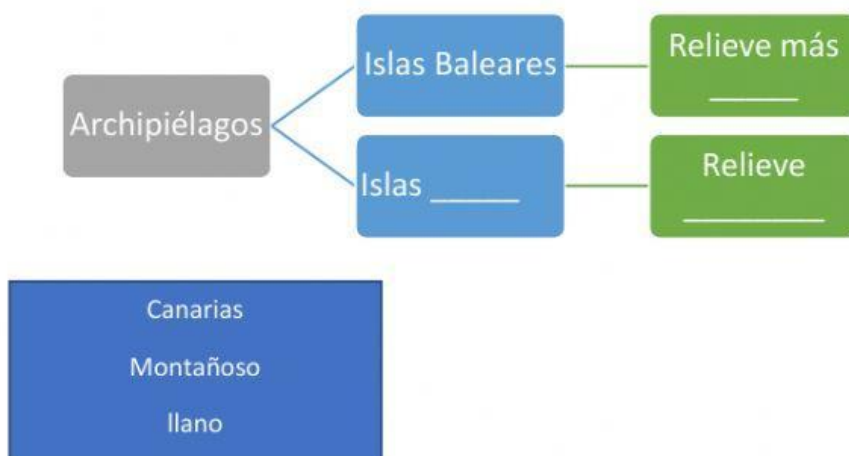 Archipiélagos
Islas Baleares
Relieve más
_____
Islas _____
Relieve
________
Canarias
Montañoso
llano